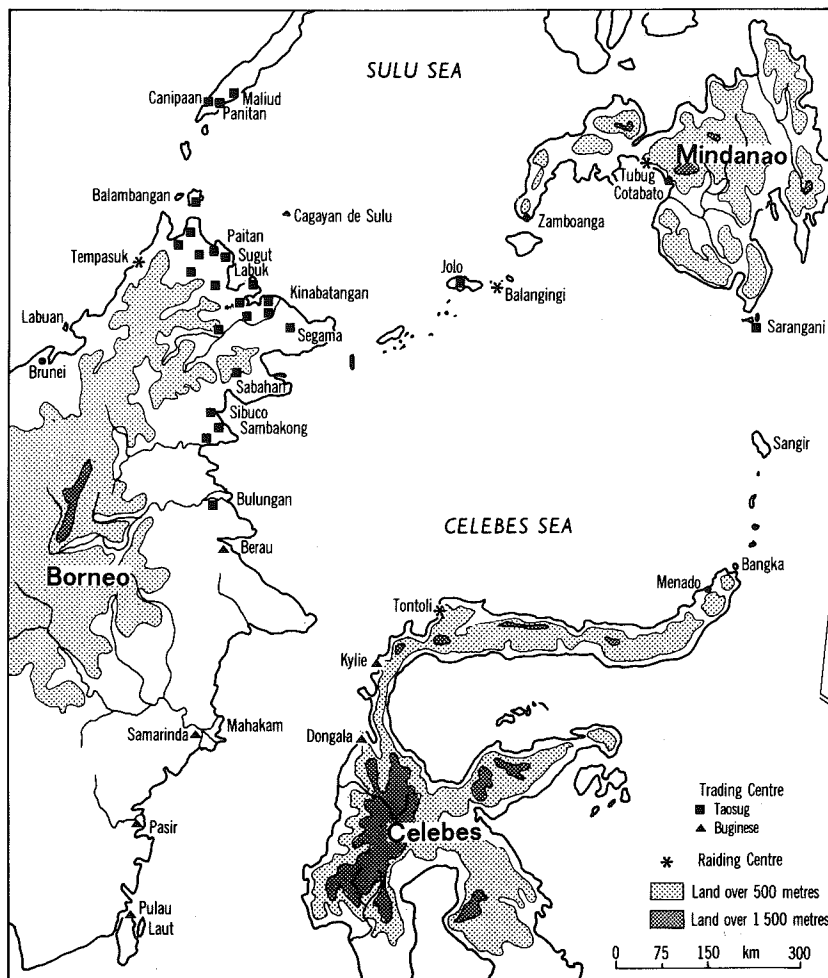 SULU SEA
Canipaan
Maliud
Panitan
Mindanao
Tubug
Cotabato
Balambangan
Cagayan de Sulu
Zamboanga
Paitan
Tempasuk
Sugut
Labuk
Jolo
Kinabatangan
Balangingi
Labuan
Segama
Sarangani
Brunei
Sabahan
Sibuco
Sambakong
Sangir
Bulungan
CELEBES SEA
Berau
Bangka
Borneo
Menado
Tontoli
Kylie
Mahakam
Samarinda
Dongala
Trading Centre
Taosug
Buginese
Pasir
Celebes
Raiding Centre
Land over 500 metres
Pulau
Laut
Land over 1 500 metres
0 75 150 km 300